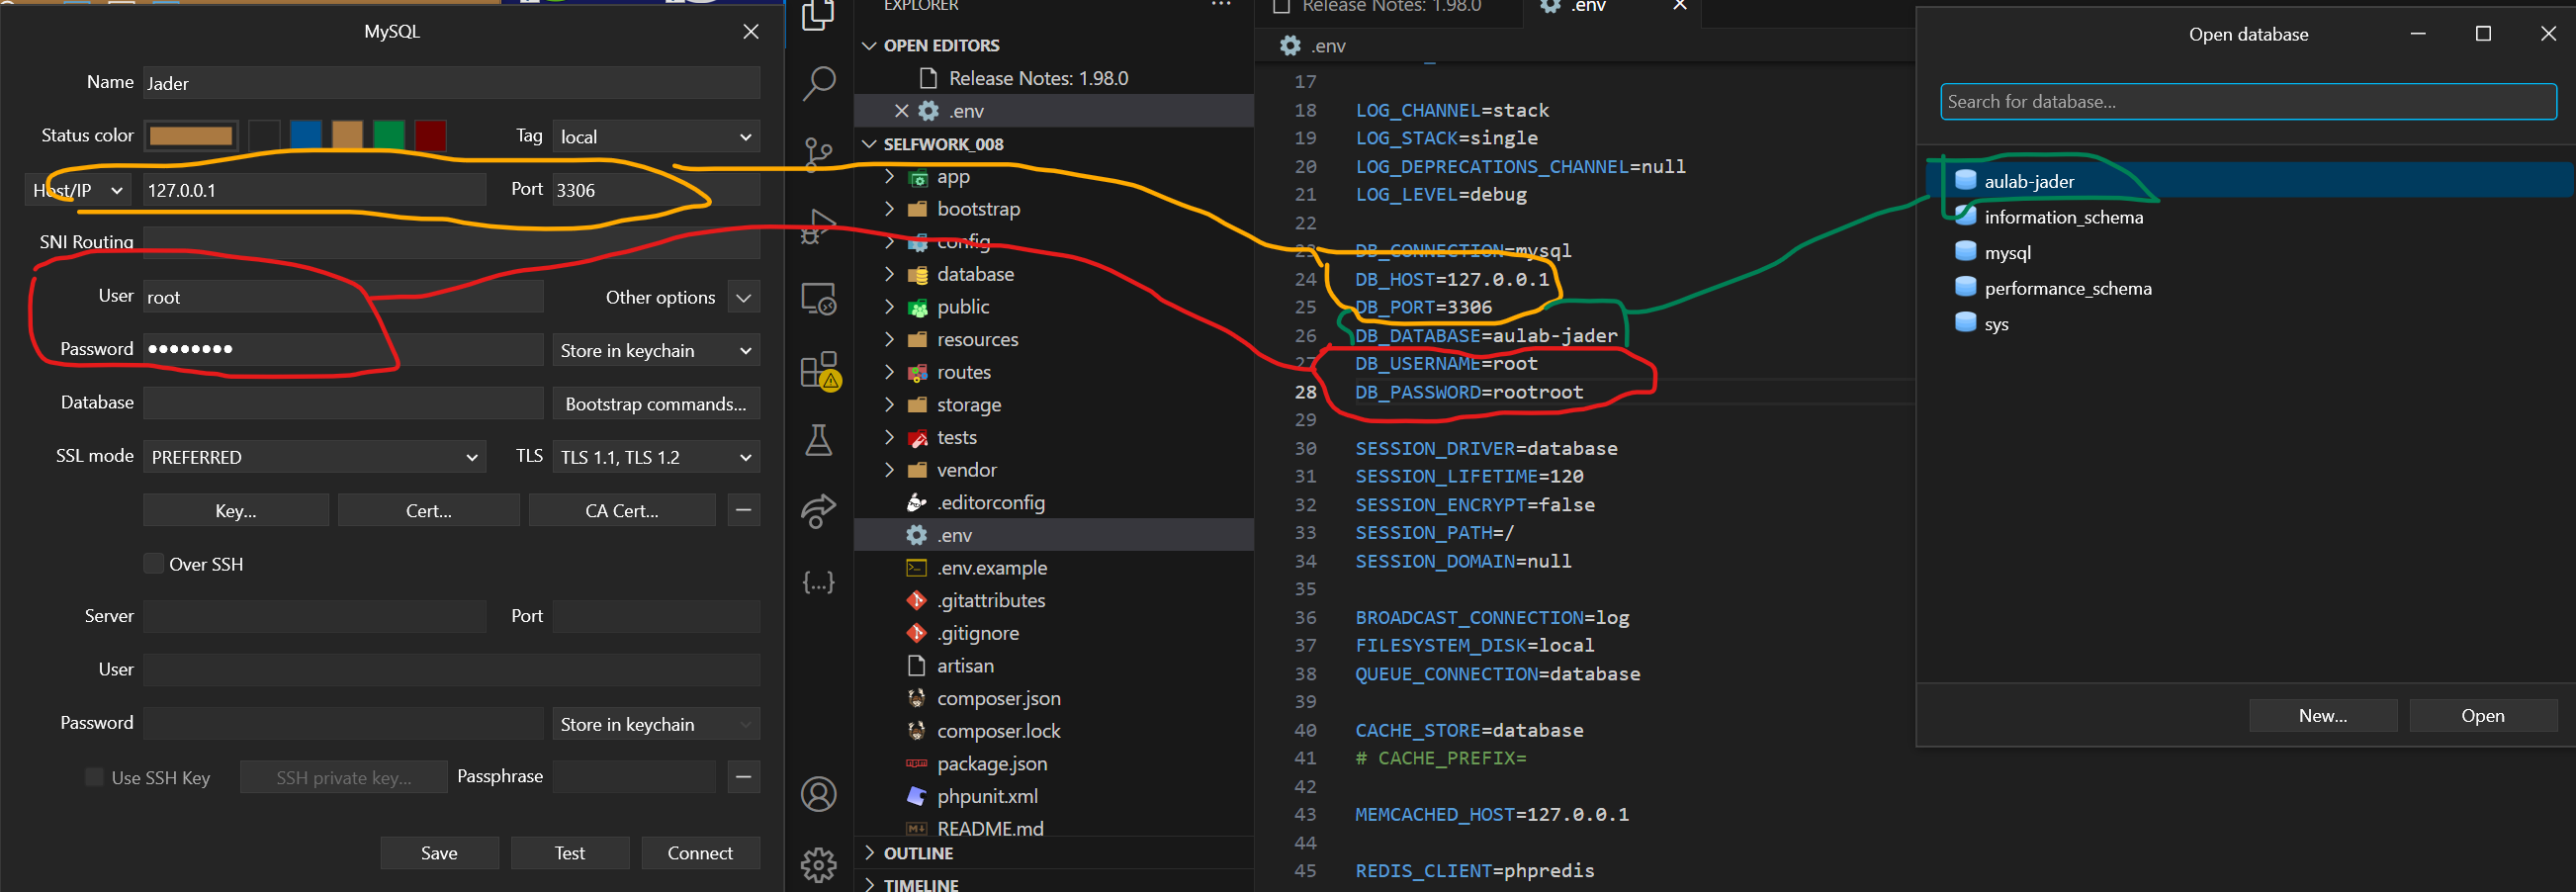 MySQL
Name Jader
Status color Tag local
Host/IP 127.0.0.1 Port 3306
SNI Routing
User root Other options
Password ●●●●●●●● Store in keychain
Database Bootstrap commands...
SSL mode PREFERRED TLS TLS 1.1, TLS 1.2
Key... Cert... CA Cert...
Over SSH
Server Port
User
Password Store in keychain
Use SSH Key SSH private key... Passphrase
Save Test Connect
EXPLORER ...
OPEN EDITORS
Release Notes: 1.98.0
.env
SELFWORK_008
app
bootstrap
config
database
public
resources
routes
storage
tests
vendor
.editorconfig
.env
.env.example
.gitattributes
.gitignore
artisan
composer.json
composer.lock
package.json
phpunit.xml
README.md
OUTLINE
TIMELINE
Release Notes: 1.98.0 .env
.env
17
18 LOG_CHANNEL=stack
19 LOG_STACK=single
20 LOG_DEPRECATIONS_CHANNEL=null
21 LOG_LEVEL=debug
22
23 DB_CONNECTION=mysql
24 DB_HOST=127.0.0.1
25 DB_PORT=3306
26 DB_DATABASE=aulab-jader
27 DB_USERNAME=root
28 DB_PASSWORD=rootroot
29
30 SESSION_DRIVER=database
31 SESSION_LIFETIME=120
32 SESSION_ENCRYPT=false
33 SESSION_PATH=/
34 SESSION_DOMAIN=null
35
36 BROADCAST_CONNECTION=log
37 FILESYSTEM_DISK=local
38 QUEUE_CONNECTION=database
39
40 CACHE_STORE=database
41 # CACHE_PREFIX=
42
43 MEMCACHED_HOST=127.0.0.1
44
45 REDIS_CLIENT=phpredis
Open database
Search for database...
aulab-jader
information_schema
mysql
performance_schema
sys
New... Open